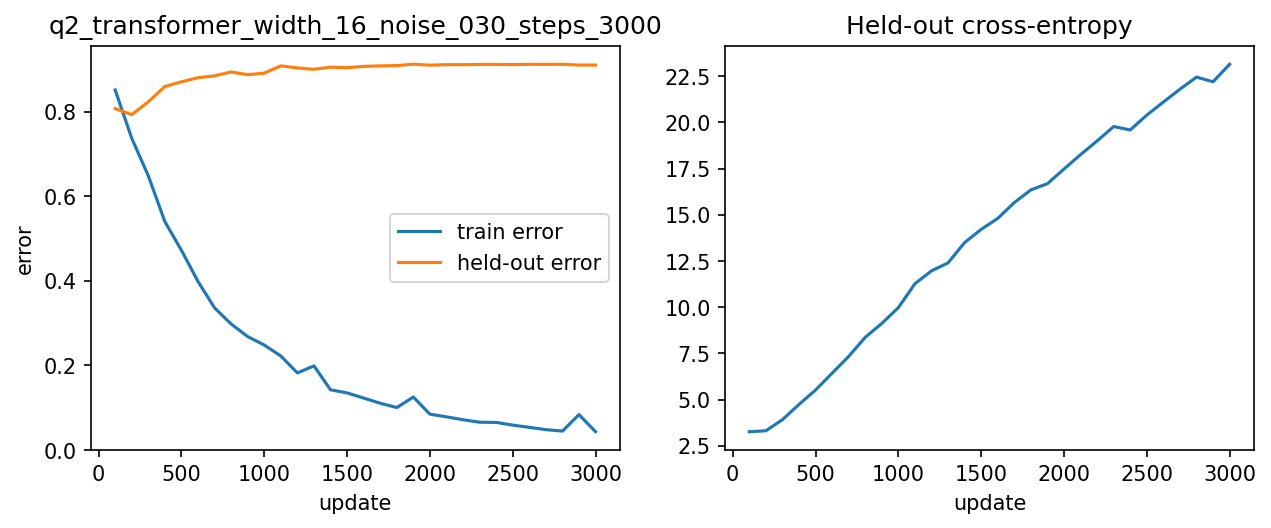 q2_transformer_width_16_noise_030_steps_3000
error
0.8
0.6
0.4
0.2
0.0
train error
held-out error
0 500 1000 1500 2000 2500 3000
update
Held-out cross-entropy
22.5
20.0
17.5
15.0
12.5
10.0
7.5
5.0
2.5
0 500 1000 1500 2000 2500 3000
update